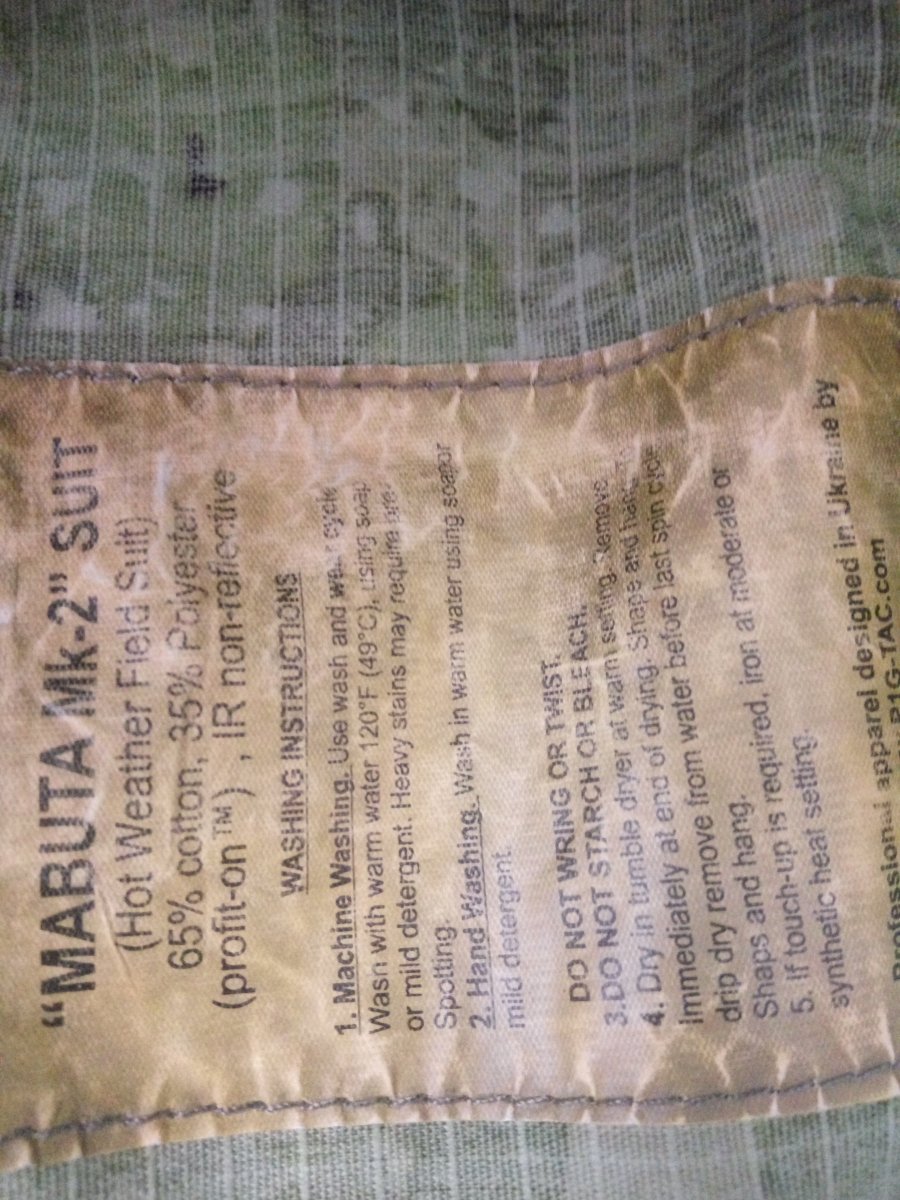 “MABUTA Mk-2” SUIT
(Hot Weather Field Suit)
65% cotton, 35% Polyester
(profit-on™) , IR non-reflective
WASHING INSTRUCTIONS
1. Machine Washing. Use wash and wear cycle
Wash with warm water 120°F (49°C), using soap
or mild detergent. Heavy stains may require pre-
Spotting.
2. Hand Washing. Wash in warm water using soapor
mild detergent.
DO NOT WRING OR TWIST.
3.DO NOT STARCH OR BLEACH.
4. Dry in tumble dryer at warm setting. Remove
Immediately at end of drying. Shape and hang
drip dry remove from water before last spin cycle
Shaps and hang.
5. If touch-up is required, iron at moderate or
synthetic heat setting.
Professional apparel designed in Ukraine by
P1G-TAC.com